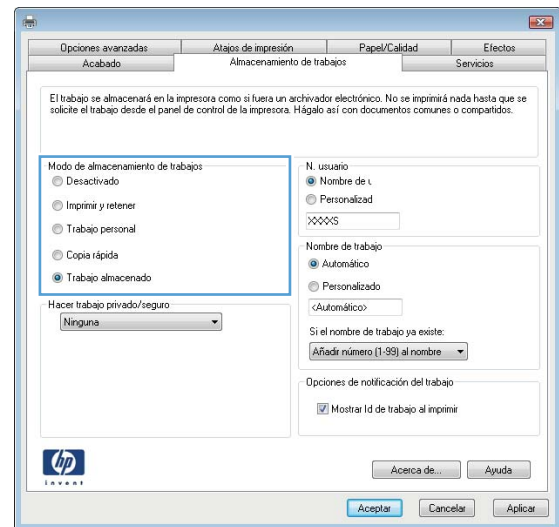 Opciones avanzadas
Atajos de impresión
Papel/Calidad
Efectos
Acabado
Almacenamiento de trabajos
Servicios
El trabajo se almacenará en la impresora como si fuera un archivador electrónico. No se imprimirá nada hasta que se
solicite el trabajo desde el panel de control de la impresora. Hágalo así con documentos comunes o compartidos.
Modo de almacenamiento de trabajos
Desactivado
Imprimir y retener
Trabajo personal
Copia rápida
Trabajo almacenado
Hacer trabajo privado/seguro
Ninguna
N. usuario
Nombre de u
Personalizad
XXXXS
Nombre de trabajo
Automático
Personalizado
<Automático>
Si el nombre de trabajo ya existe:
Añadir número (1-99) al nombre
Opciones de notificación del trabajo
Mostrar Id de trabajo al imprimir
hp
invent
Acerca de...
Ayuda
Aceptar
Cancelar
Aplicar